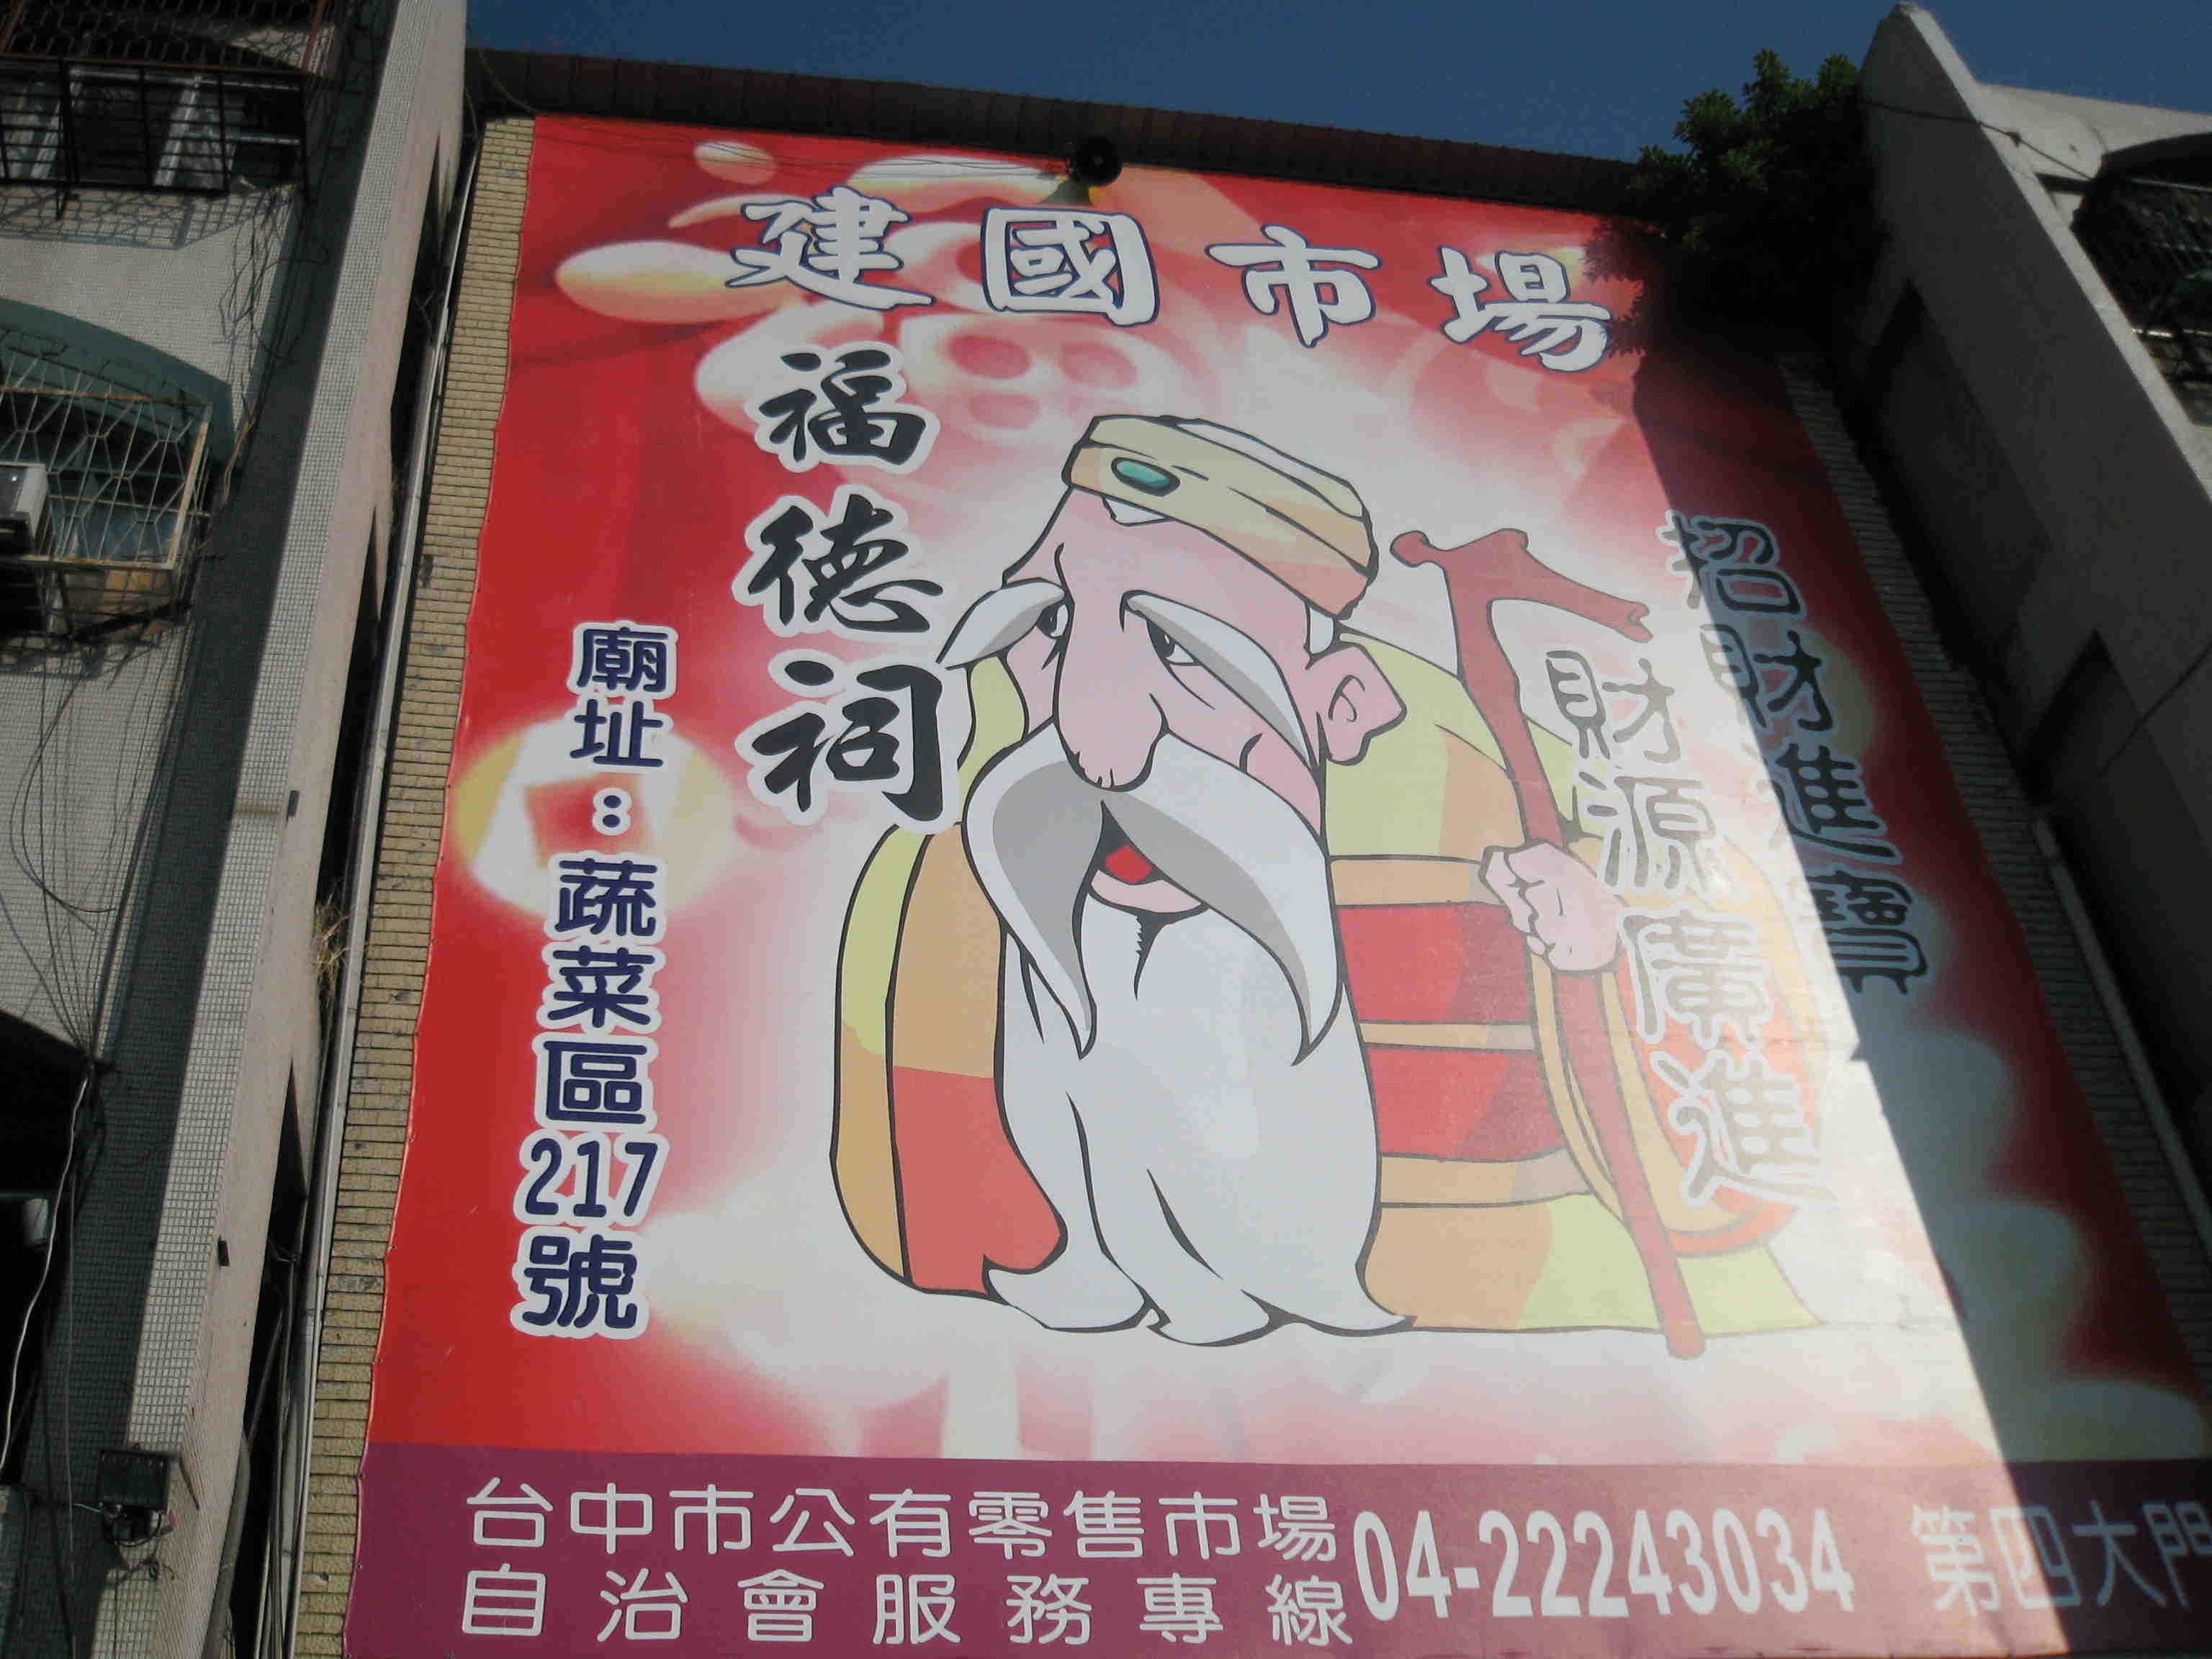 建國市場
福德祠
廟址：蔬菜區217號
招財進寶
財源廣進
台中市公有零售市場
自治會服務專線
04-22243034
第四大門